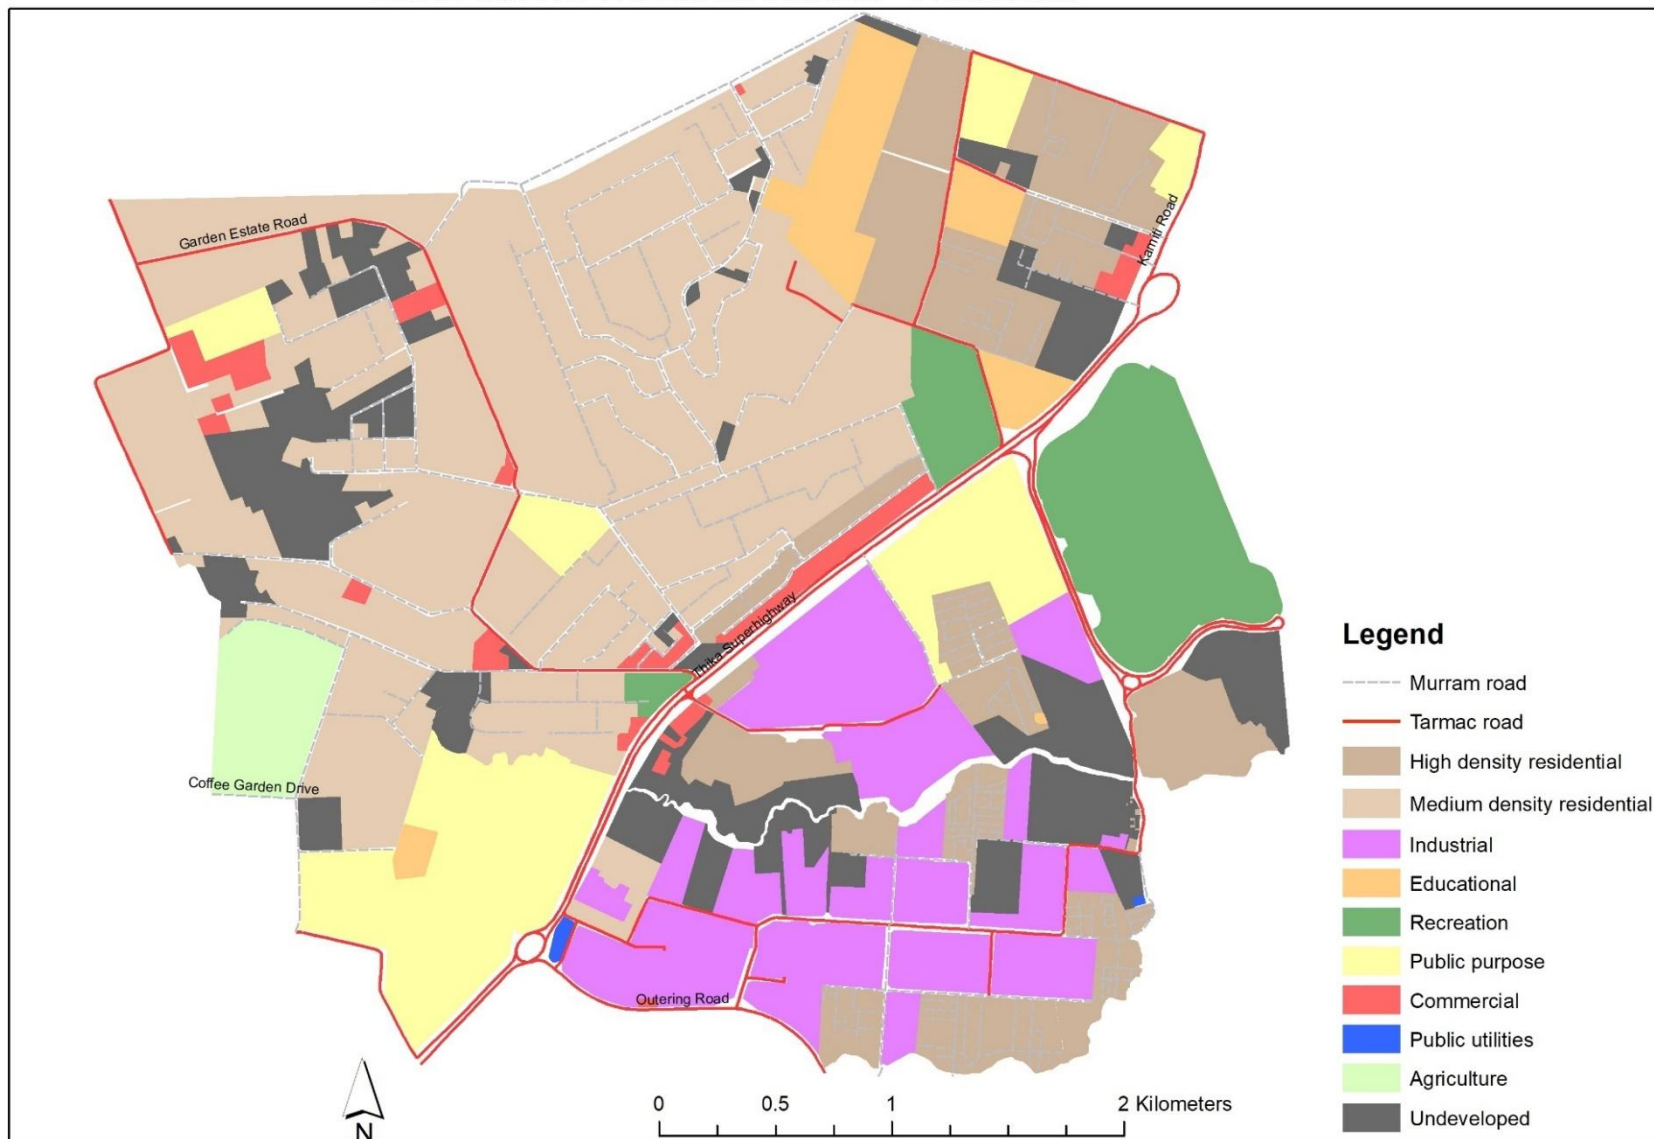 Garden Estate Road
Kamiti Road
Thika Superhighway
Coffee Garden Drive
Outering Road
Legend
Murram road
Tarmac road
High density residential
Medium density residential
Industrial
Educational
Recreation
Public purpose
Commercial
Public utilities
Agriculture
Undeveloped
N
0 0.5 1 2 Kilometers